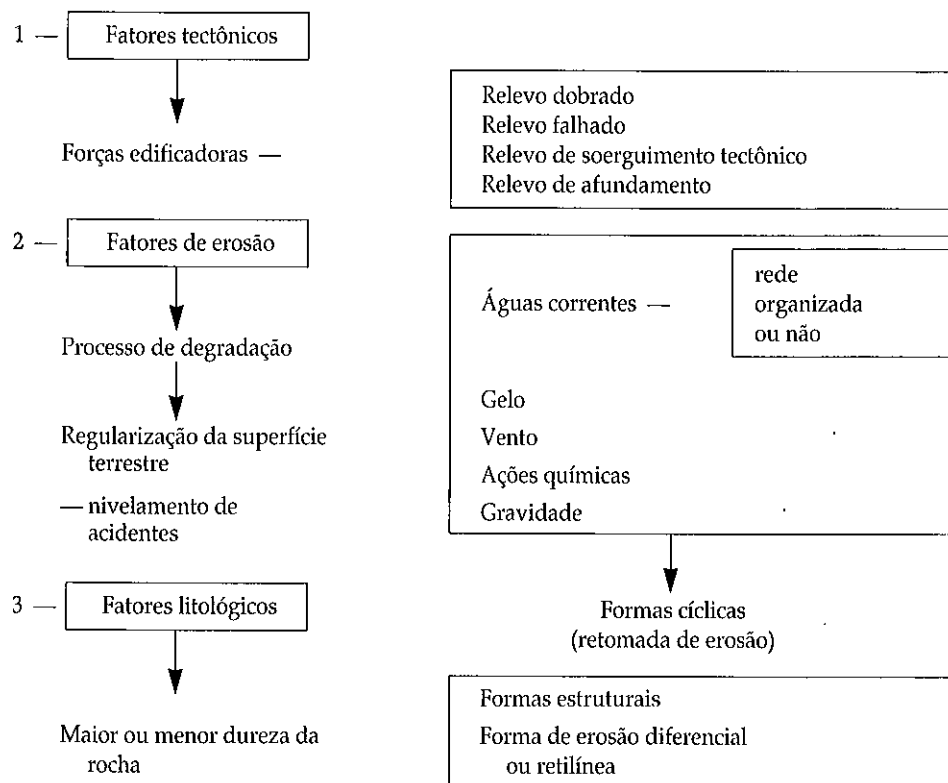 1 — Fatores tectônicos
Forças edificadoras —
Relevo dobrado
Relevo falhado
Relevo de soerguimento tectônico
Relevo de afundamento
2 — Fatores de erosão
Processo de degradação
Regularização da superfície
terrestre
— nivelamento de
acidentes
Águas correntes —
rede
organizada
ou não
Gelo
Vento
Ações químicas
Gravidade
Formas cíclicas
(retomada de erosão)
3 — Fatores litológicos
Maior ou menor dureza da
rocha
Formas estruturais
Forma de erosão diferencial
ou retilínea